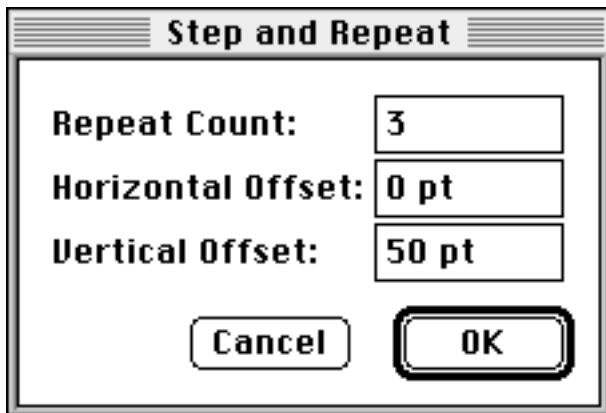 Step and Repeat
Repeat Count: 3
Horizontal Offset: 0 pt
Vertical Offset: 50 pt
Cancel OK